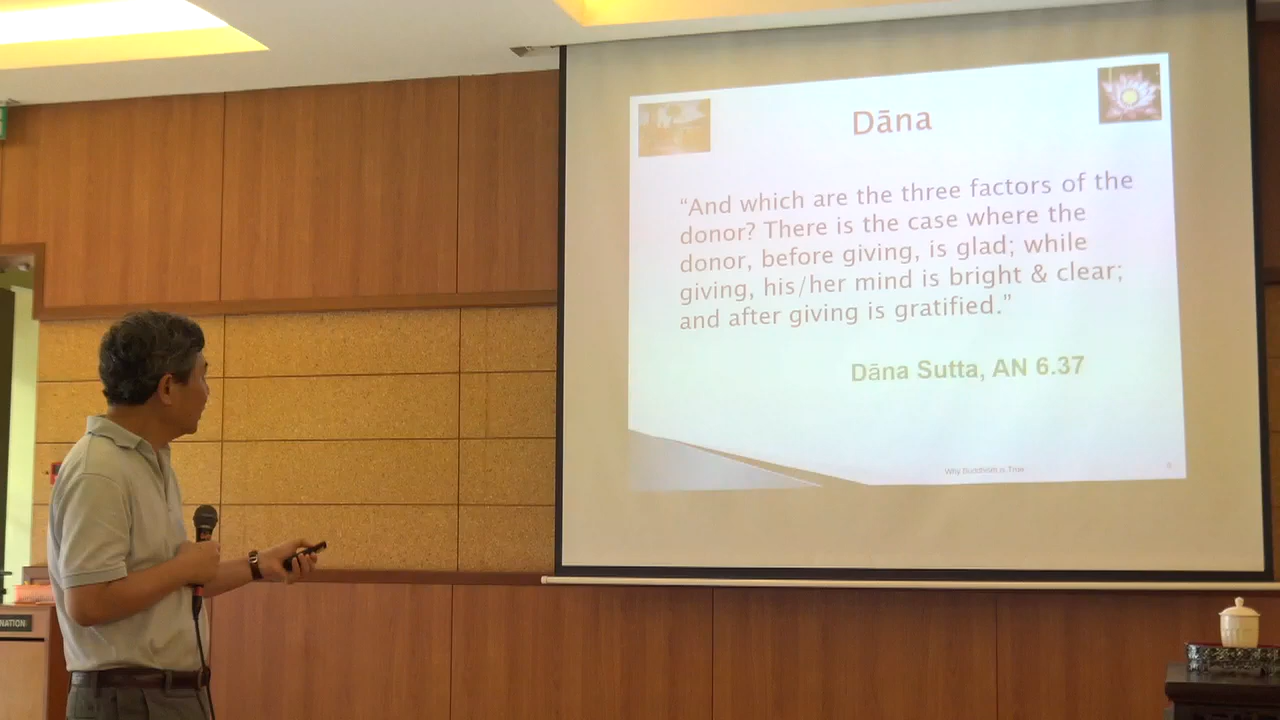 Dāna
“And which are the three factors of the
donor? There is the case where the
donor, before giving, is glad; while
giving, his/her mind is bright & clear;
and after giving is gratified.”
Dāna Sutta, AN 6.37
Why Buddhism is True
NATION